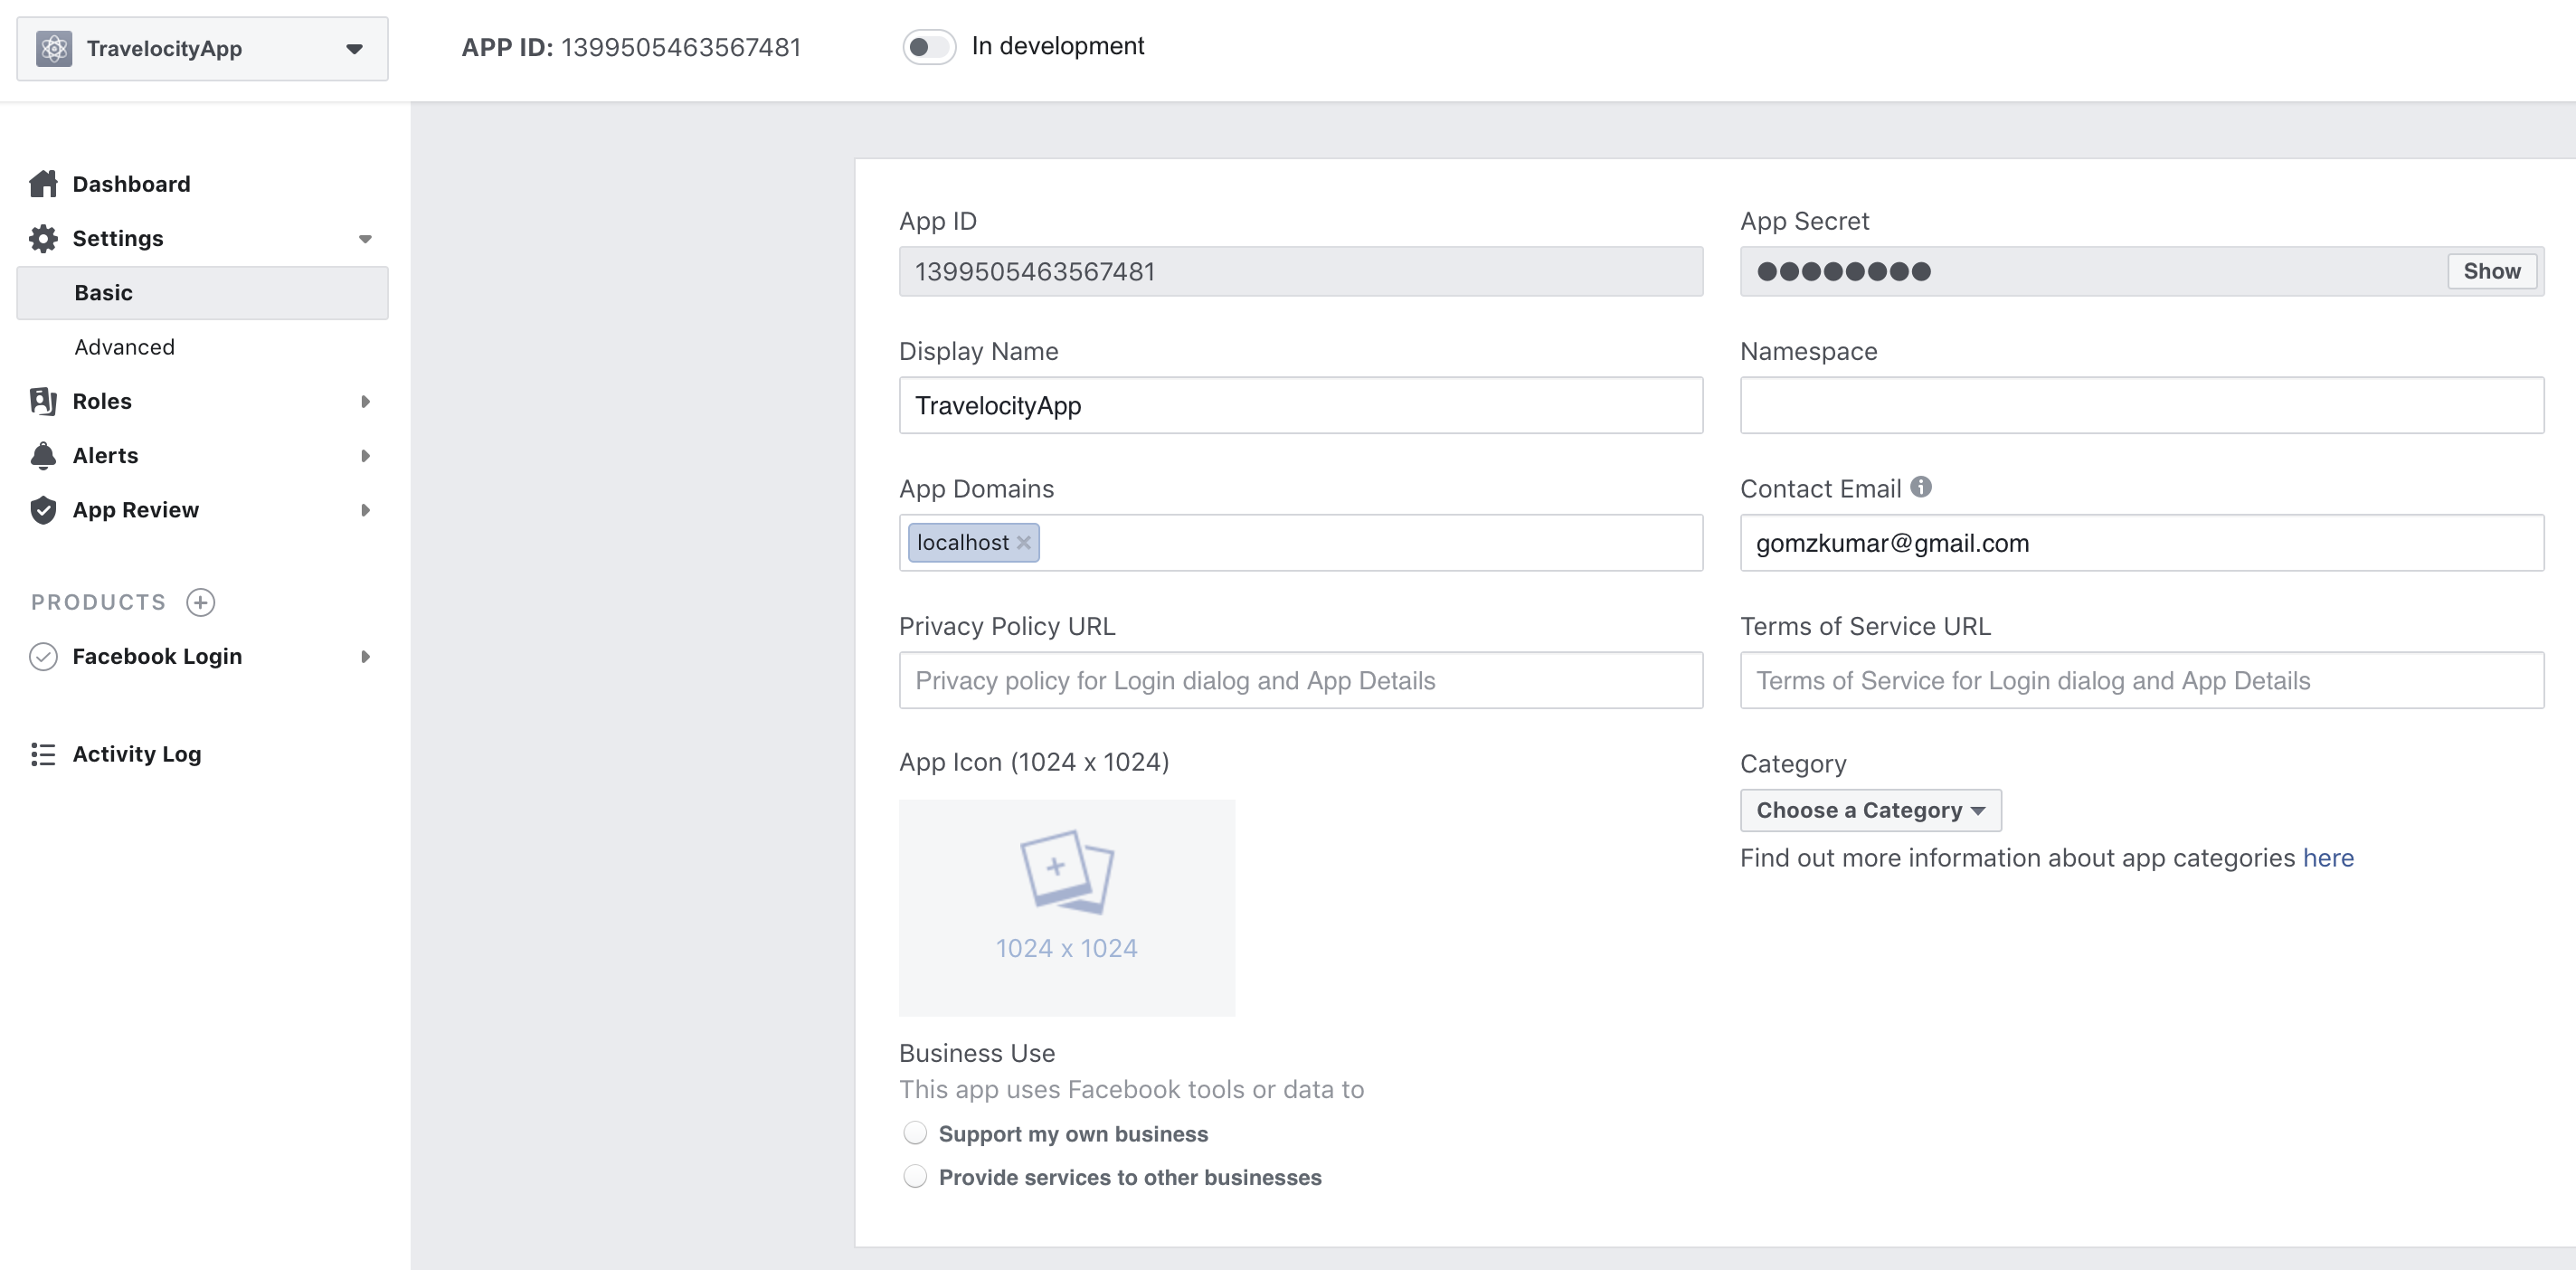 TravelocityApp
APP ID: 1399505463567481
In development
Dashboard
Settings
Basic
Advanced
Roles
Alerts
App Review
PRODUCTS
Facebook Login
Activity Log
App ID
1399505463567481
App Secret
Show
Display Name
TravelocityApp
Namespace
App Domains
localhost
Contact Email
gomzkumar@gmail.com
Privacy Policy URL
Privacy policy for Login dialog and App Details
Terms of Service URL
Terms of Service for Login dialog and App Details
App Icon (1024 x 1024)
1024 x 1024
Category
Choose a Category
Find out more information about app categories here
Business Use
This app uses Facebook tools or data to
Support my own business
Provide services to other businesses